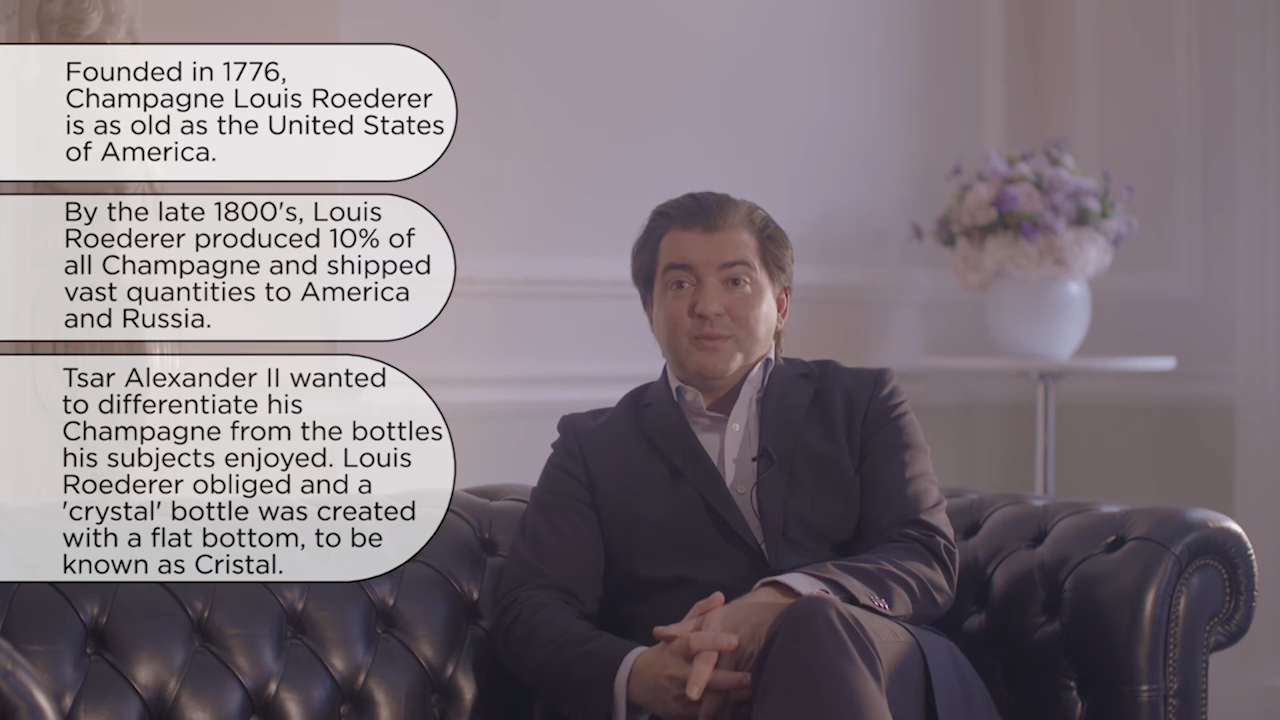 Founded in 1776,
Champagne Louis Roederer
is as old as the United States
of America.
By the late 1800's, Louis
Roederer produced 10% of
all Champagne and shipped
vast quantities to America
and Russia.
Tsar Alexander II wanted
to differentiate his
Champagne from the bottles
his subjects enjoyed. Louis
Roederer obliged and a
'crystal' bottle was created
with a flat bottom, to be
known as Cristal.